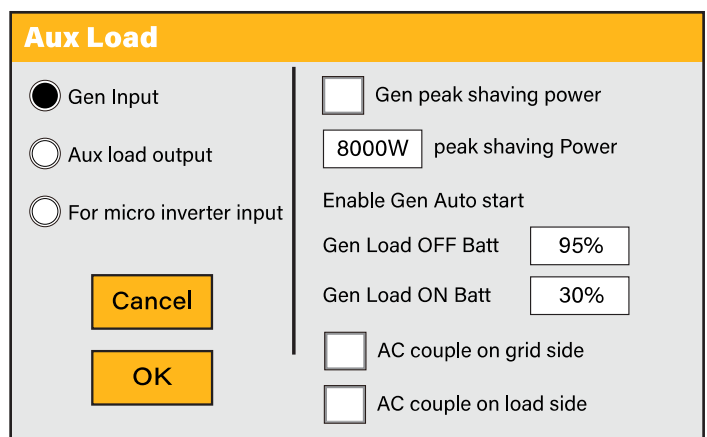 Aux Load
Gen Input
Aux load output
For micro inverter input
Cancel
OK
Gen peak shaving power
8000W peak shaving Power
Enable Gen Auto start
Gen Load OFF Batt 95%
Gen Load ON Batt 30%
AC couple on grid side
AC couple on load side